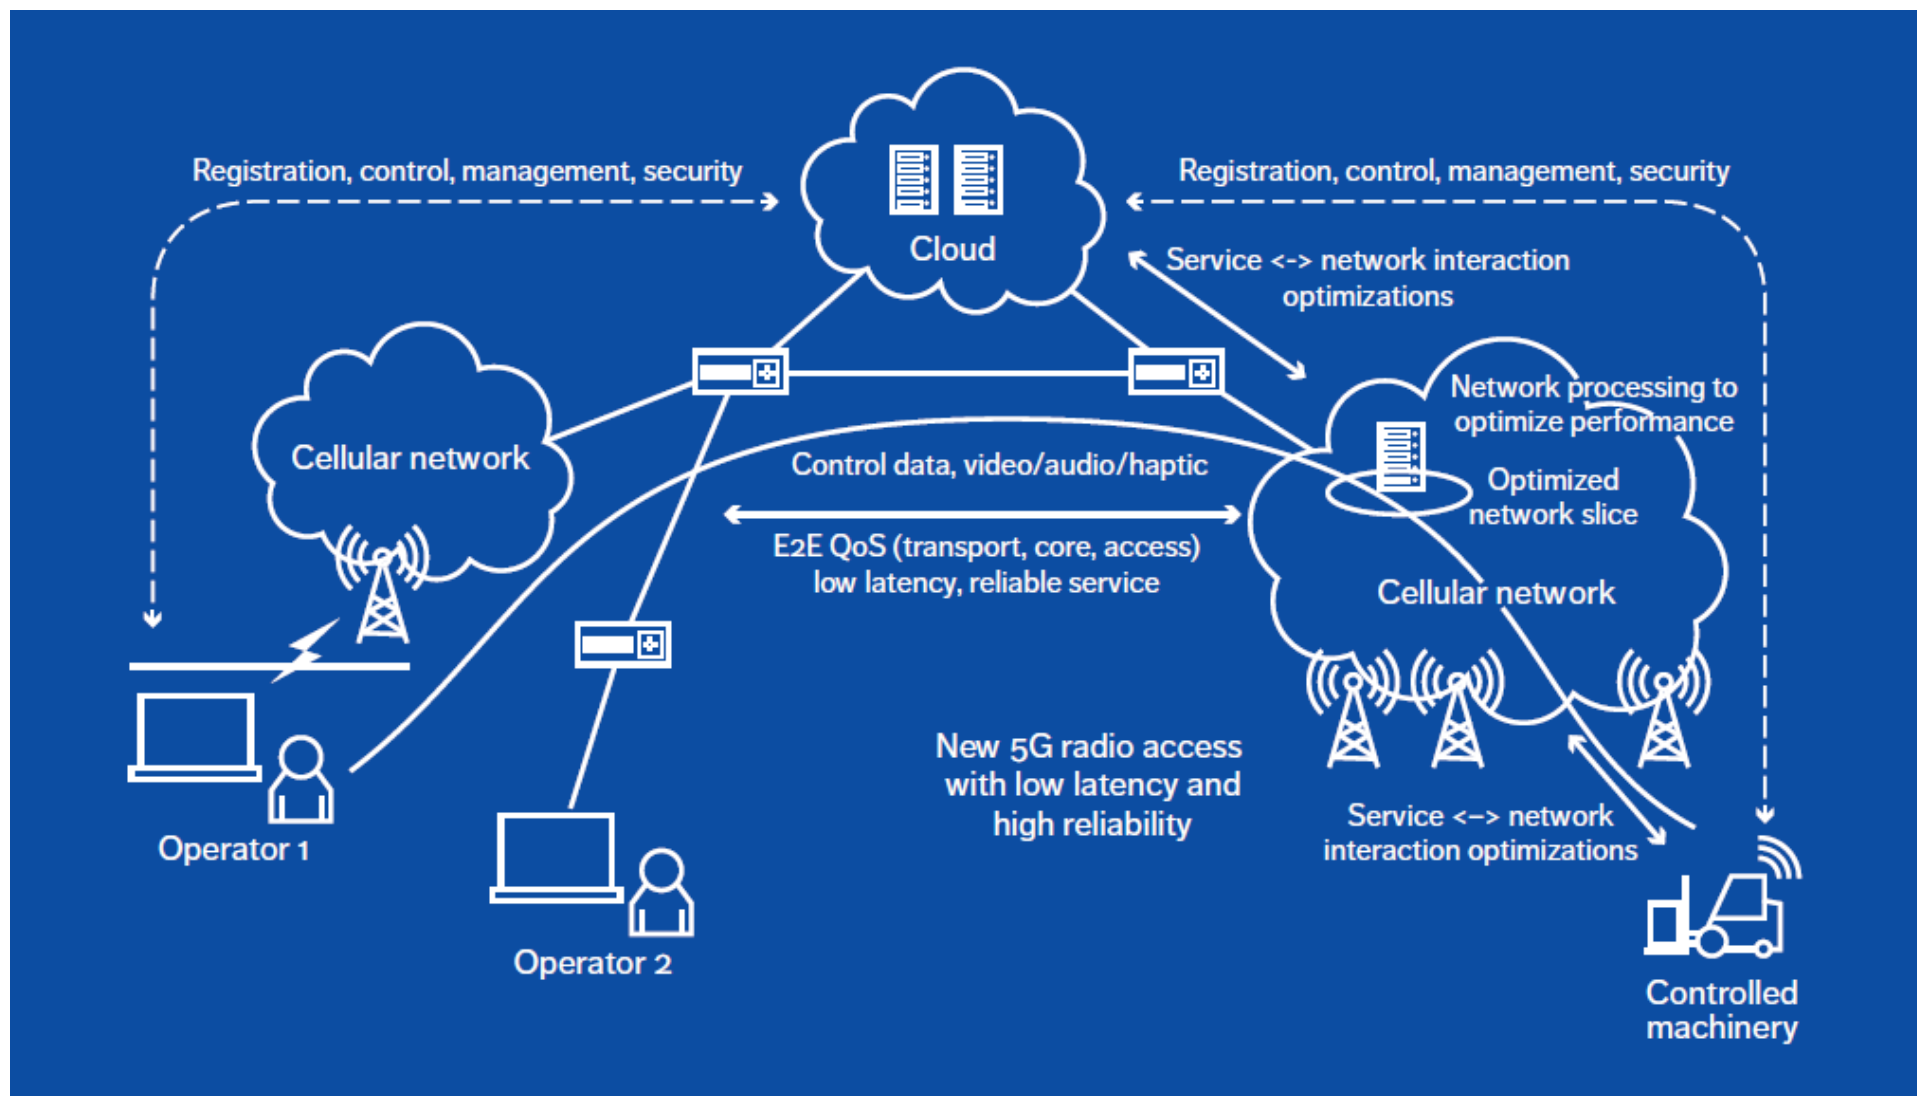 Registration, control, management, security
Registration, control, management, security
Cloud
Service <-> network interaction
optimizations
Network processing to
optimize performance
Cellular network
Control data, video/audio/haptic
Optimized
network slice
E2E QoS (transport, core, access)
low latency, reliable service
Cellular network
New 5G radio access
with low latency and
high reliability
Service <–> network
interaction optimizations
Operator 1
Operator 2
Controlled
machinery